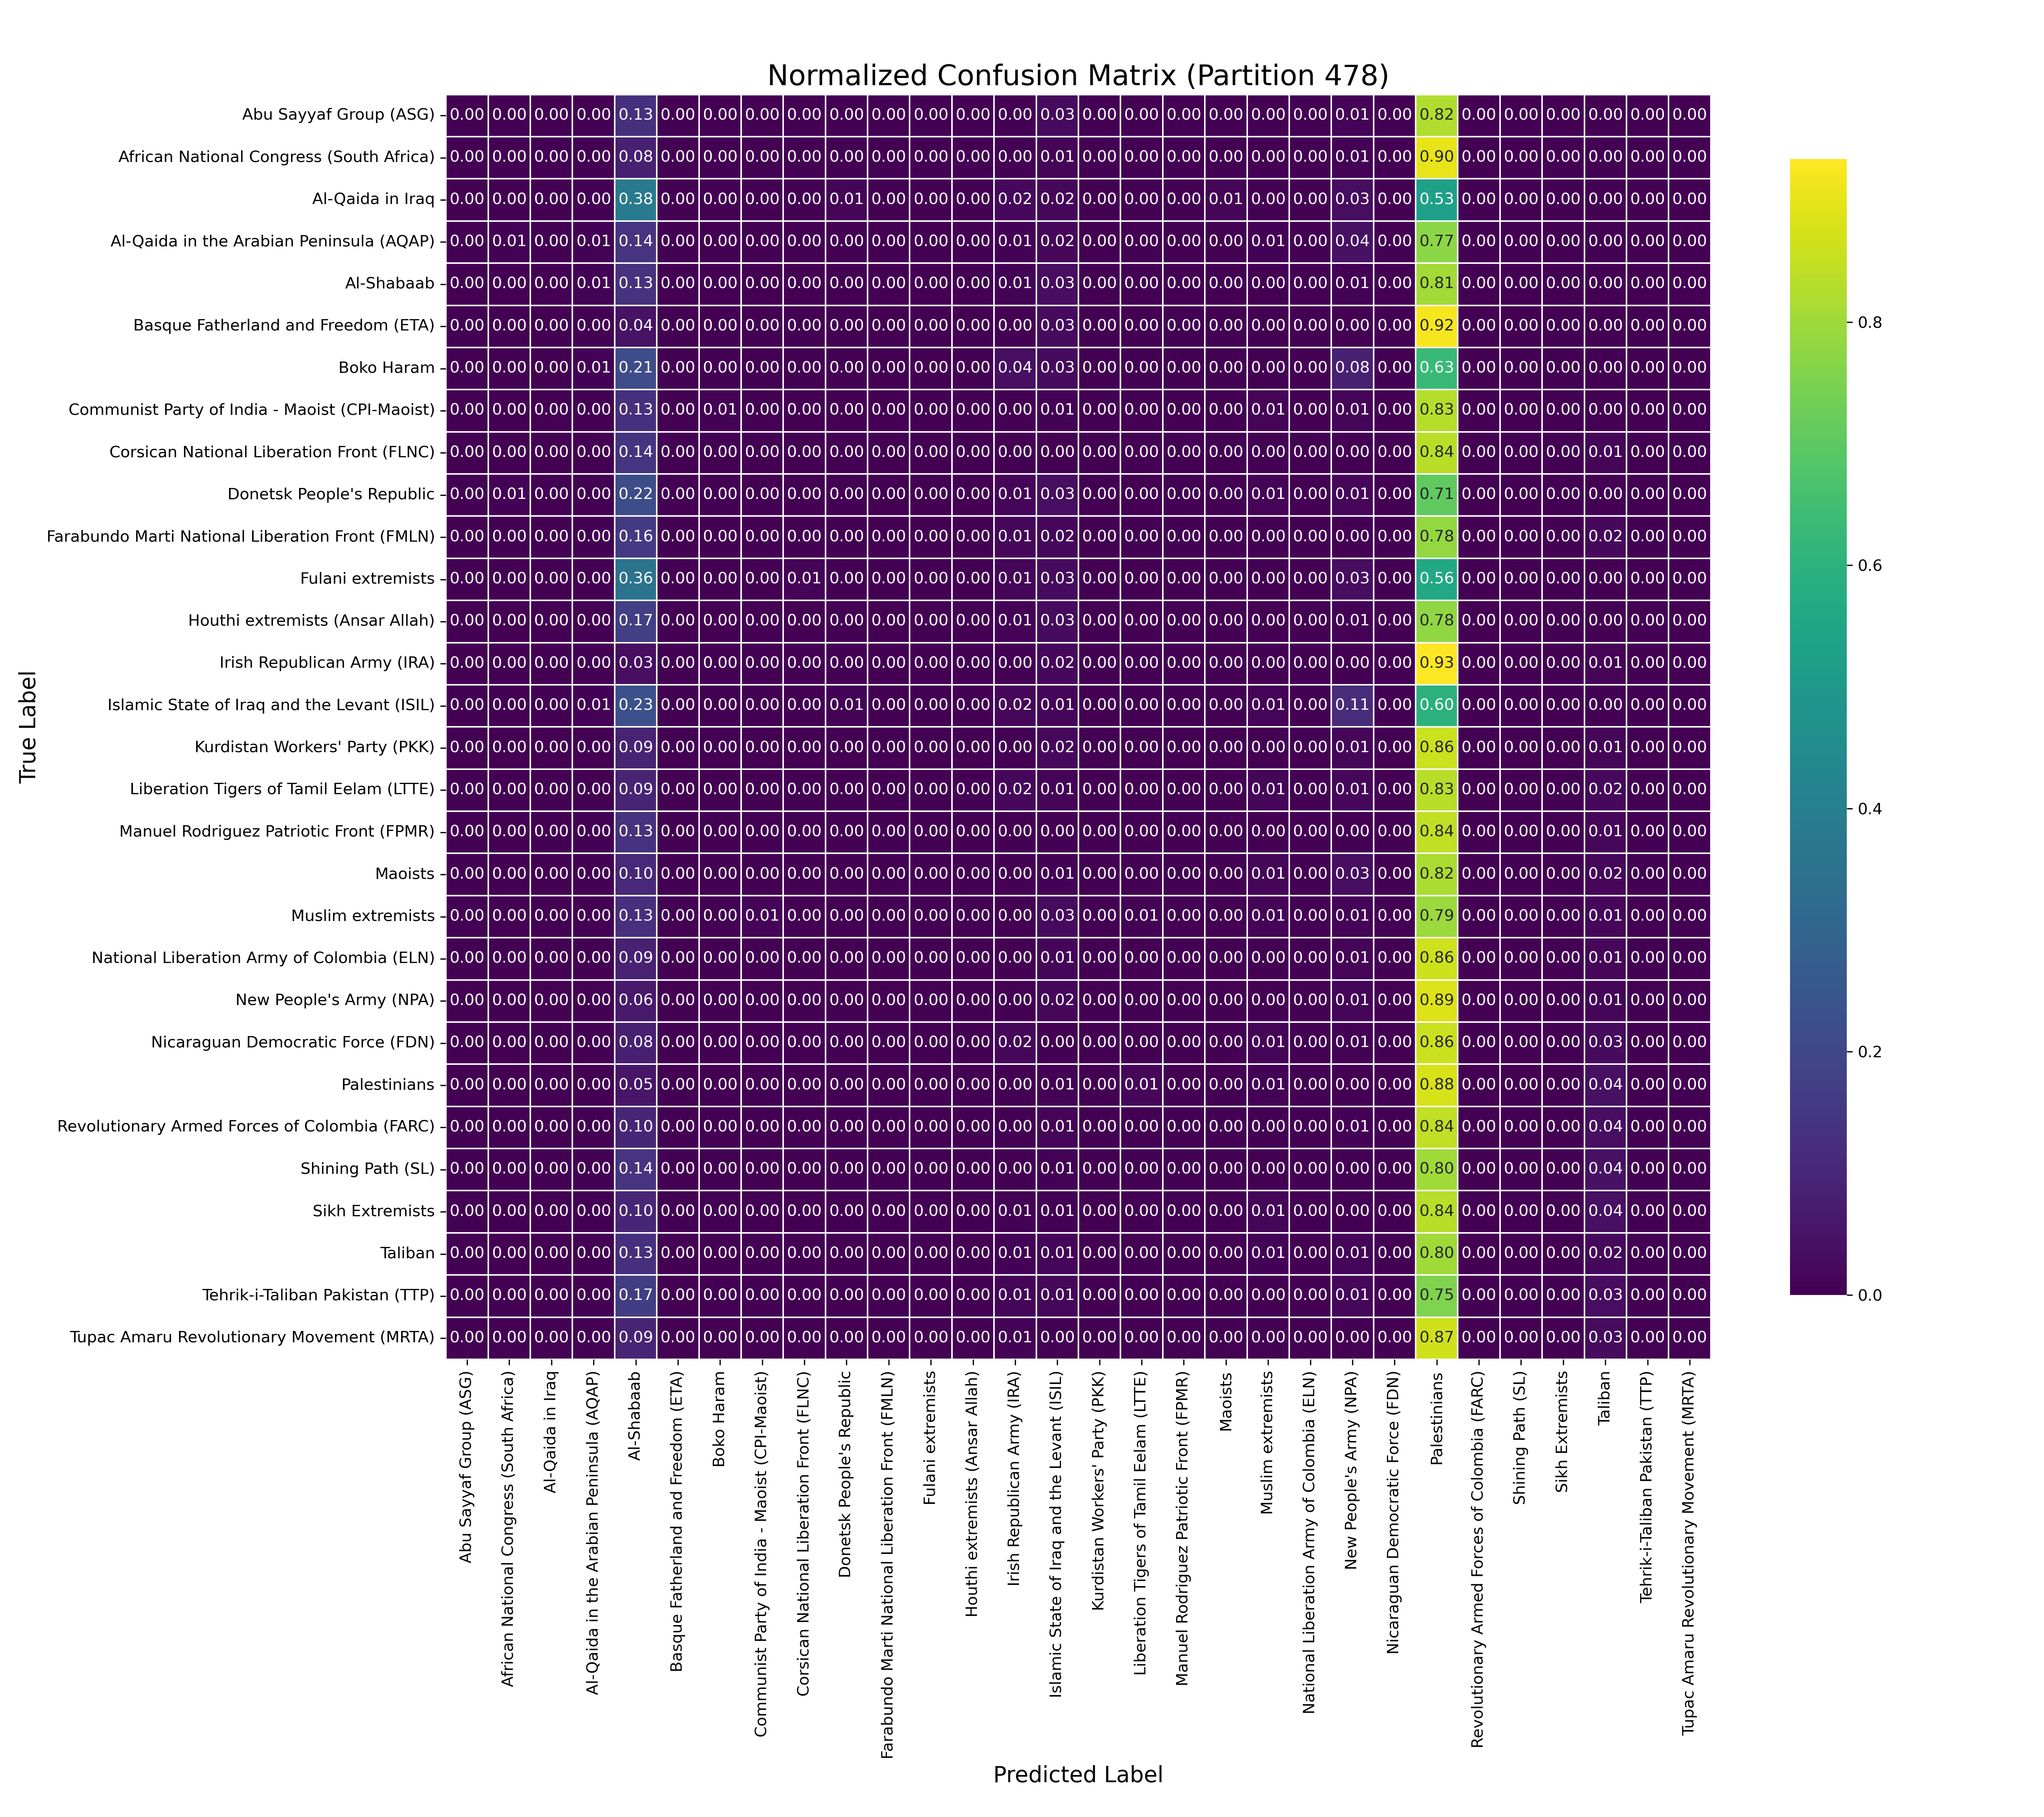 Normalized Confusion Matrix (Partition 478)
True Label
Abu Sayyaf Group (ASG) 0.00 0.00 0.00 0.00 0.13 0.00 0.00 0.00 0.00 0.00 0.00 0.00 0.00 0.00 0.03 0.00 0.00 0.00 0.00 0.00 0.00 0.01 0.00 0.82 0.00 0.00 0.00 0.00 0.00 0.00
African National Congress (South Africa) 0.00 0.00 0.00 0.00 0.08 0.00 0.00 0.00 0.00 0.00 0.00 0.00 0.00 0.00 0.01 0.00 0.00 0.00 0.00 0.00 0.00 0.01 0.00 0.90 0.00 0.00 0.00 0.00 0.00 0.00
Al-Qaida in Iraq 0.00 0.00 0.00 0.00 0.38 0.00 0.00 0.00 0.00 0.01 0.00 0.00 0.00 0.02 0.02 0.00 0.00 0.00 0.01 0.00 0.00 0.03 0.00 0.53 0.00 0.00 0.00 0.00 0.00 0.00
Al-Qaida in the Arabian Peninsula (AQAP) 0.00 0.01 0.00 0.01 0.14 0.00 0.00 0.00 0.00 0.00 0.00 0.00 0.00 0.01 0.02 0.00 0.00 0.00 0.00 0.01 0.00 0.04 0.00 0.77 0.00 0.00 0.00 0.00 0.00 0.00
Al-Shabaab 0.00 0.00 0.00 0.01 0.13 0.00 0.00 0.00 0.00 0.00 0.00 0.00 0.00 0.01 0.03 0.00 0.00 0.00 0.00 0.00 0.00 0.01 0.00 0.81 0.00 0.00 0.00 0.00 0.00 0.00
Basque Fatherland and Freedom (ETA) 0.00 0.00 0.00 0.00 0.04 0.00 0.00 0.00 0.00 0.00 0.00 0.00 0.00 0.00 0.03 0.00 0.00 0.00 0.00 0.00 0.00 0.00 0.00 0.92 0.00 0.00 0.00 0.00 0.00 0.00
Boko Haram 0.00 0.00 0.00 0.01 0.21 0.00 0.00 0.00 0.00 0.00 0.00 0.00 0.00 0.04 0.03 0.00 0.00 0.00 0.00 0.00 0.00 0.08 0.00 0.63 0.00 0.00 0.00 0.00 0.00 0.00
Communist Party of India - Maoist (CPI-Maoist) 0.00 0.00 0.00 0.00 0.13 0.00 0.01 0.00 0.00 0.00 0.00 0.00 0.00 0.00 0.01 0.00 0.00 0.00 0.00 0.01 0.00 0.01 0.00 0.83 0.00 0.00 0.00 0.00 0.00 0.00
Corsican National Liberation Front (FLNC) 0.00 0.00 0.00 0.00 0.14 0.00 0.00 0.00 0.00 0.00 0.00 0.00 0.00 0.00 0.00 0.00 0.00 0.00 0.00 0.00 0.00 0.00 0.00 0.84 0.00 0.00 0.00 0.01 0.00 0.00
Donetsk People's Republic 0.00 0.01 0.00 0.00 0.22 0.00 0.00 0.00 0.00 0.00 0.00 0.00 0.00 0.01 0.03 0.00 0.00 0.00 0.00 0.01 0.00 0.01 0.00 0.71 0.00 0.00 0.00 0.00 0.00 0.00
Farabundo Marti National Liberation Front (FMLN) 0.00 0.00 0.00 0.00 0.16 0.00 0.00 0.00 0.00 0.00 0.00 0.00 0.00 0.01 0.02 0.00 0.00 0.00 0.00 0.00 0.00 0.00 0.00 0.78 0.00 0.00 0.00 0.02 0.00 0.00
Fulani extremists 0.00 0.00 0.00 0.00 0.36 0.00 0.00 0.00 0.01 0.00 0.00 0.00 0.00 0.01 0.03 0.00 0.00 0.00 0.00 0.00 0.00 0.03 0.00 0.56 0.00 0.00 0.00 0.00 0.00 0.00
Houthi extremists (Ansar Allah) 0.00 0.00 0.00 0.00 0.17 0.00 0.00 0.00 0.00 0.00 0.00 0.00 0.00 0.01 0.03 0.00 0.00 0.00 0.00 0.00 0.00 0.01 0.00 0.78 0.00 0.00 0.00 0.00 0.00 0.00
Irish Republican Army (IRA) 0.00 0.00 0.00 0.00 0.03 0.00 0.00 0.00 0.00 0.00 0.00 0.00 0.00 0.00 0.02 0.00 0.00 0.00 0.00 0.00 0.00 0.00 0.00 0.93 0.00 0.00 0.00 0.01 0.00 0.00
Islamic State of Iraq and the Levant (ISIL) 0.00 0.00 0.00 0.01 0.23 0.00 0.00 0.00 0.00 0.01 0.00 0.00 0.00 0.02 0.01 0.00 0.00 0.00 0.00 0.01 0.00 0.11 0.00 0.60 0.00 0.00 0.00 0.00 0.00 0.00
Kurdistan Workers' Party (PKK) 0.00 0.00 0.00 0.00 0.09 0.00 0.00 0.00 0.00 0.00 0.00 0.00 0.00 0.00 0.02 0.00 0.00 0.00 0.00 0.00 0.00 0.01 0.00 0.86 0.00 0.00 0.00 0.01 0.00 0.00
Liberation Tigers of Tamil Eelam (LTTE) 0.00 0.00 0.00 0.00 0.09 0.00 0.00 0.00 0.00 0.00 0.00 0.00 0.00 0.02 0.01 0.00 0.00 0.00 0.00 0.01 0.00 0.01 0.00 0.83 0.00 0.00 0.00 0.02 0.00 0.00
Manuel Rodriguez Patriotic Front (FPMR) 0.00 0.00 0.00 0.00 0.13 0.00 0.00 0.00 0.00 0.00 0.00 0.00 0.00 0.00 0.00 0.00 0.00 0.00 0.00 0.00 0.00 0.00 0.00 0.84 0.00 0.00 0.00 0.01 0.00 0.00
Maoists 0.00 0.00 0.00 0.00 0.10 0.00 0.00 0.00 0.00 0.00 0.00 0.00 0.00 0.00 0.01 0.00 0.00 0.00 0.00 0.01 0.00 0.03 0.00 0.82 0.00 0.00 0.00 0.02 0.00 0.00
Muslim extremists 0.00 0.00 0.00 0.00 0.13 0.00 0.00 0.01 0.00 0.00 0.00 0.00 0.00 0.00 0.03 0.00 0.01 0.00 0.00 0.01 0.00 0.01 0.00 0.79 0.00 0.00 0.00 0.01 0.00 0.00
National Liberation Army of Colombia (ELN) 0.00 0.00 0.00 0.00 0.09 0.00 0.00 0.00 0.00 0.00 0.00 0.00 0.00 0.00 0.01 0.00 0.00 0.00 0.00 0.00 0.00 0.01 0.00 0.86 0.00 0.00 0.00 0.01 0.00 0.00
New People's Army (NPA) 0.00 0.00 0.00 0.00 0.06 0.00 0.00 0.00 0.00 0.00 0.00 0.00 0.00 0.00 0.02 0.00 0.00 0.00 0.00 0.00 0.00 0.01 0.00 0.89 0.00 0.00 0.00 0.01 0.00 0.00
Nicaraguan Democratic Force (FDN) 0.00 0.00 0.00 0.00 0.08 0.00 0.00 0.00 0.00 0.00 0.00 0.00 0.00 0.02 0.00 0.00 0.00 0.00 0.00 0.01 0.00 0.01 0.00 0.86 0.00 0.00 0.00 0.03 0.00 0.00
Palestinians 0.00 0.00 0.00 0.00 0.05 0.00 0.00 0.00 0.00 0.00 0.00 0.00 0.00 0.00 0.01 0.00 0.01 0.00 0.00 0.01 0.00 0.00 0.00 0.88 0.00 0.00 0.00 0.04 0.00 0.00
Revolutionary Armed Forces of Colombia (FARC) 0.00 0.00 0.00 0.00 0.10 0.00 0.00 0.00 0.00 0.00 0.00 0.00 0.00 0.00 0.01 0.00 0.00 0.00 0.00 0.00 0.00 0.01 0.00 0.84 0.00 0.00 0.00 0.04 0.00 0.00
Shining Path (SL) 0.00 0.00 0.00 0.00 0.14 0.00 0.00 0.00 0.00 0.00 0.00 0.00 0.00 0.00 0.01 0.00 0.00 0.00 0.00 0.00 0.00 0.00 0.00 0.80 0.00 0.00 0.00 0.04 0.00 0.00
Sikh Extremists 0.00 0.00 0.00 0.00 0.10 0.00 0.00 0.00 0.00 0.00 0.00 0.00 0.00 0.01 0.01 0.00 0.00 0.00 0.00 0.01 0.00 0.00 0.00 0.84 0.00 0.00 0.00 0.04 0.00 0.00
Taliban 0.00 0.00 0.00 0.00 0.13 0.00 0.00 0.00 0.00 0.00 0.00 0.00 0.00 0.01 0.01 0.00 0.00 0.00 0.00 0.01 0.00 0.01 0.00 0.80 0.00 0.00 0.00 0.02 0.00 0.00
Tehrik-i-Taliban Pakistan (TTP) 0.00 0.00 0.00 0.00 0.17 0.00 0.00 0.00 0.00 0.00 0.00 0.00 0.00 0.01 0.01 0.00 0.00 0.00 0.00 0.00 0.00 0.01 0.00 0.75 0.00 0.00 0.00 0.03 0.00 0.00
Tupac Amaru Revolutionary Movement (MRTA) 0.00 0.00 0.00 0.00 0.09 0.00 0.00 0.00 0.00 0.00 0.00 0.00 0.00 0.01 0.00 0.00 0.00 0.00 0.00 0.00 0.00 0.00 0.00 0.87 0.00 0.00 0.00 0.03 0.00 0.00
Abu Sayyaf Group (ASG)
African National Congress (South Africa)
Al-Qaida in Iraq
Al-Qaida in the Arabian Peninsula (AQAP)
Al-Shabaab
Basque Fatherland and Freedom (ETA)
Boko Haram
Communist Party of India - Maoist (CPI-Maoist)
Corsican National Liberation Front (FLNC)
Donetsk People's Republic
Farabundo Marti National Liberation Front (FMLN)
Fulani extremists
Houthi extremists (Ansar Allah)
Irish Republican Army (IRA)
Islamic State of Iraq and the Levant (ISIL)
Kurdistan Workers' Party (PKK)
Liberation Tigers of Tamil Eelam (LTTE)
Manuel Rodriguez Patriotic Front (FPMR)
Maoists
Muslim extremists
National Liberation Army of Colombia (ELN)
New People's Army (NPA)
Nicaraguan Democratic Force (FDN)
Palestinians
Revolutionary Armed Forces of Colombia (FARC)
Shining Path (SL)
Sikh Extremists
Taliban
Tehrik-i-Taliban Pakistan (TTP)
Tupac Amaru Revolutionary Movement (MRTA)
Predicted Label
0.8
0.6
0.4
0.2
0.0